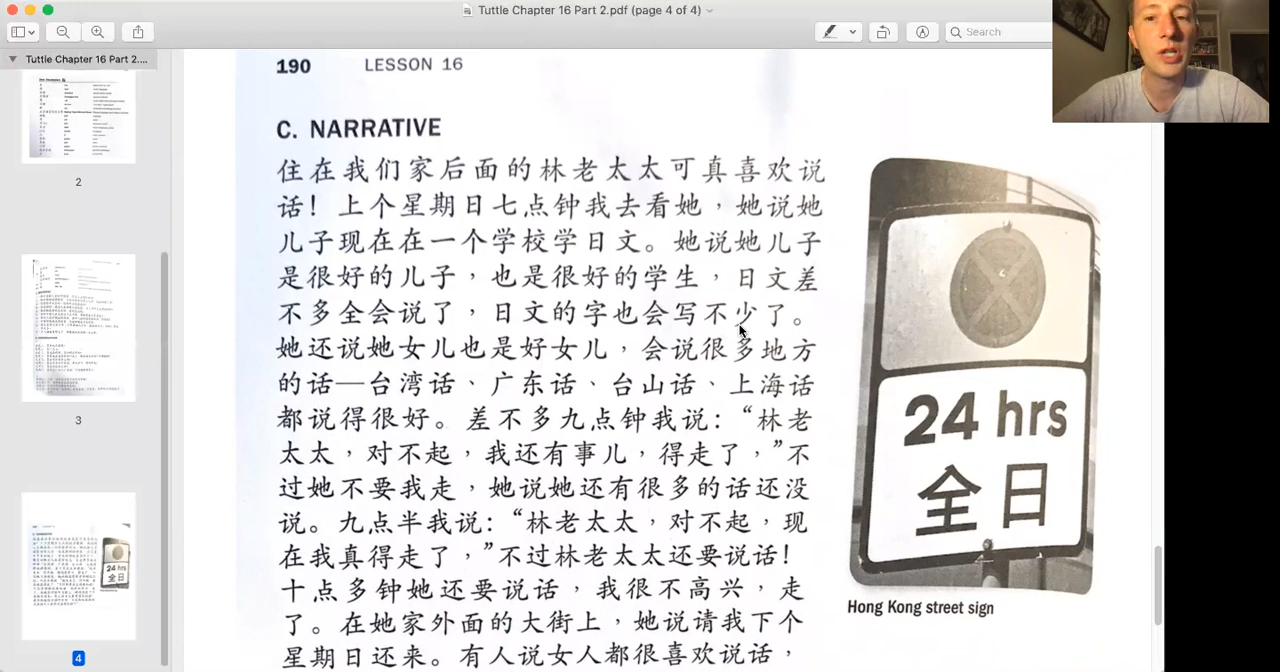 Tuttle Chapter 16 Part 2.pdf (page 4 of 4)
Search
Tuttle Chapter 16 Part 2....
2
3
4
190 LESSON 16
C. NARRATIVE
住在我们家后面的林老太太可真喜欢说
话！上个星期日七点钟我去看她，她说她
儿子现在在一个学校学日文。她说她儿子
是很好的儿子，也是很好的学生，日文差
不多全会说了，日文的字也会写不少了。
她还说她女儿也是好女儿，会说很多地方
的话—台湾话、广东话、台山话、上海话
都说得很好。差不多九点钟我说：“林老
太太，对不起，我还有事儿，得走了，”不
过她不要我走，她说她还有很多的话还没
说。九点半我说：“林老太太，对不起，现
在我真得走了，”不过林老太太还要说话！
十点多钟她还要说话，我很不高兴，走
了。在她家外面的大街上，她说请我下个
星期日还来。有人说女人都很喜欢说话，
24 hrs
全日
Hong Kong street sign